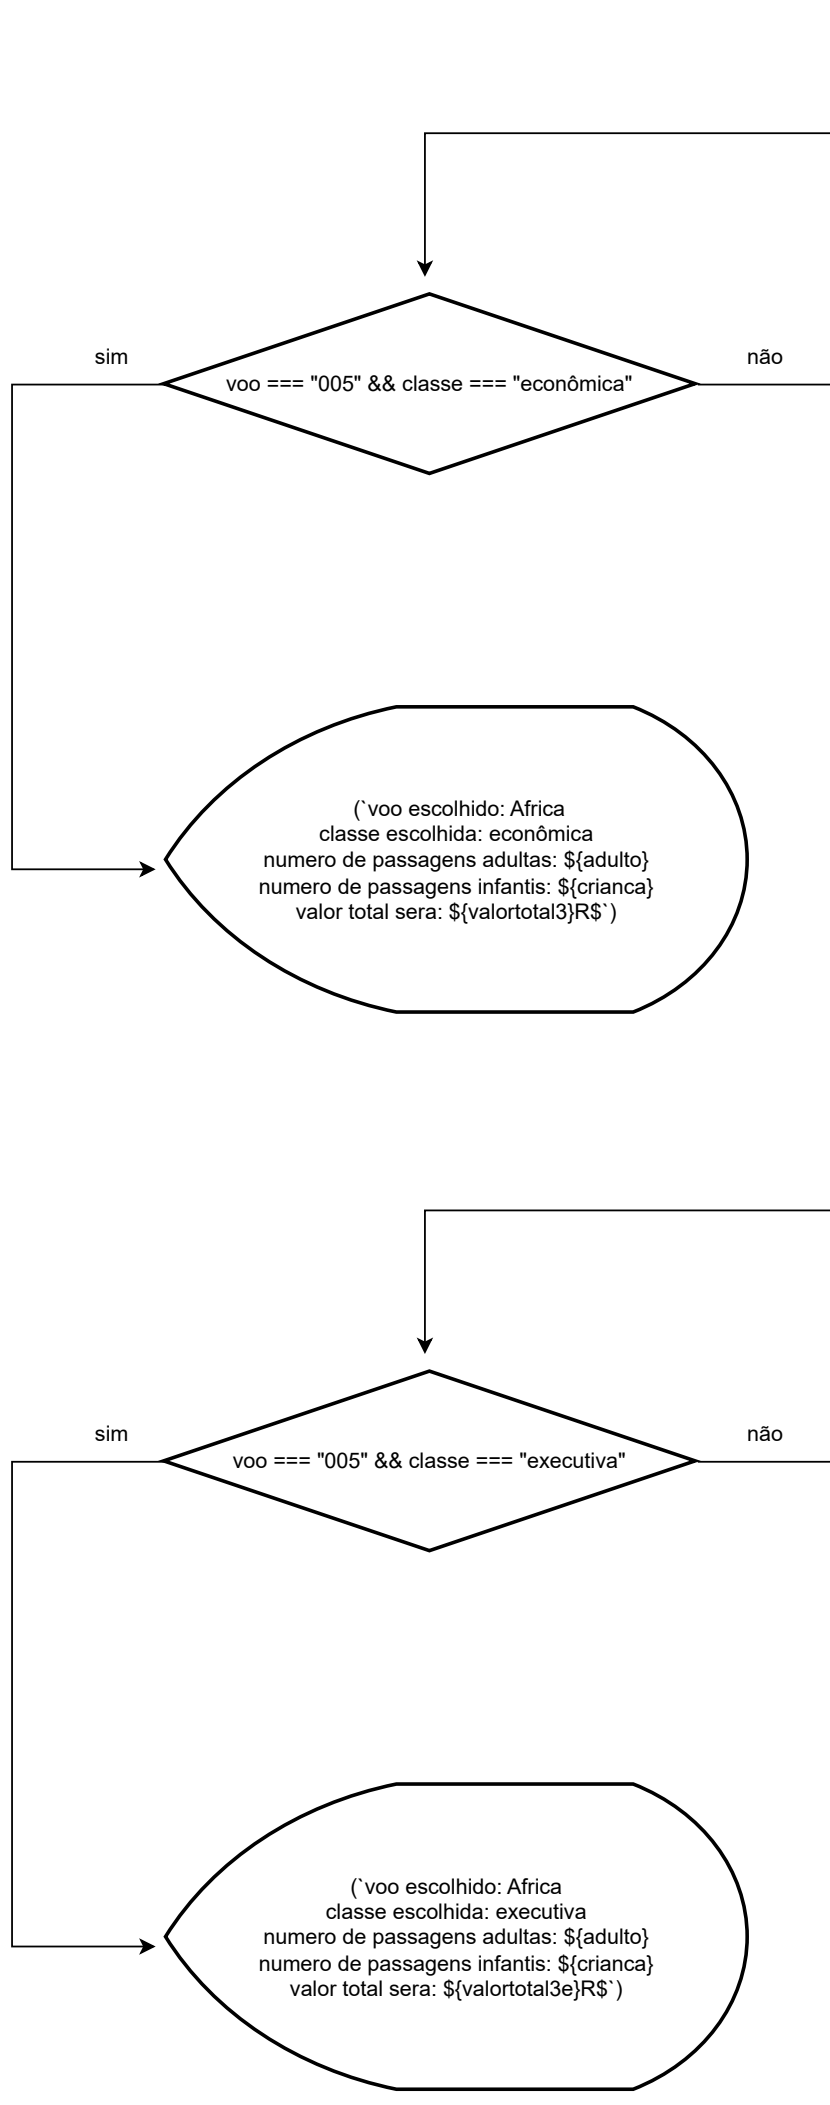 sim
não
voo === "005" && classe === "econômica"
(`voo escolhido: Africa
classe escolhida: econômica
numero de passagens adultas: ${adulto}
numero de passagens infantis: ${crianca}
valor total sera: ${valortotal3}R$`)
sim
não
voo === "005" && classe === "executiva"
(`voo escolhido: Africa
classe escolhida: executiva
numero de passagens adultas: ${adulto}
numero de passagens infantis: ${crianca}
valor total sera: ${valortotal3e}R$`)